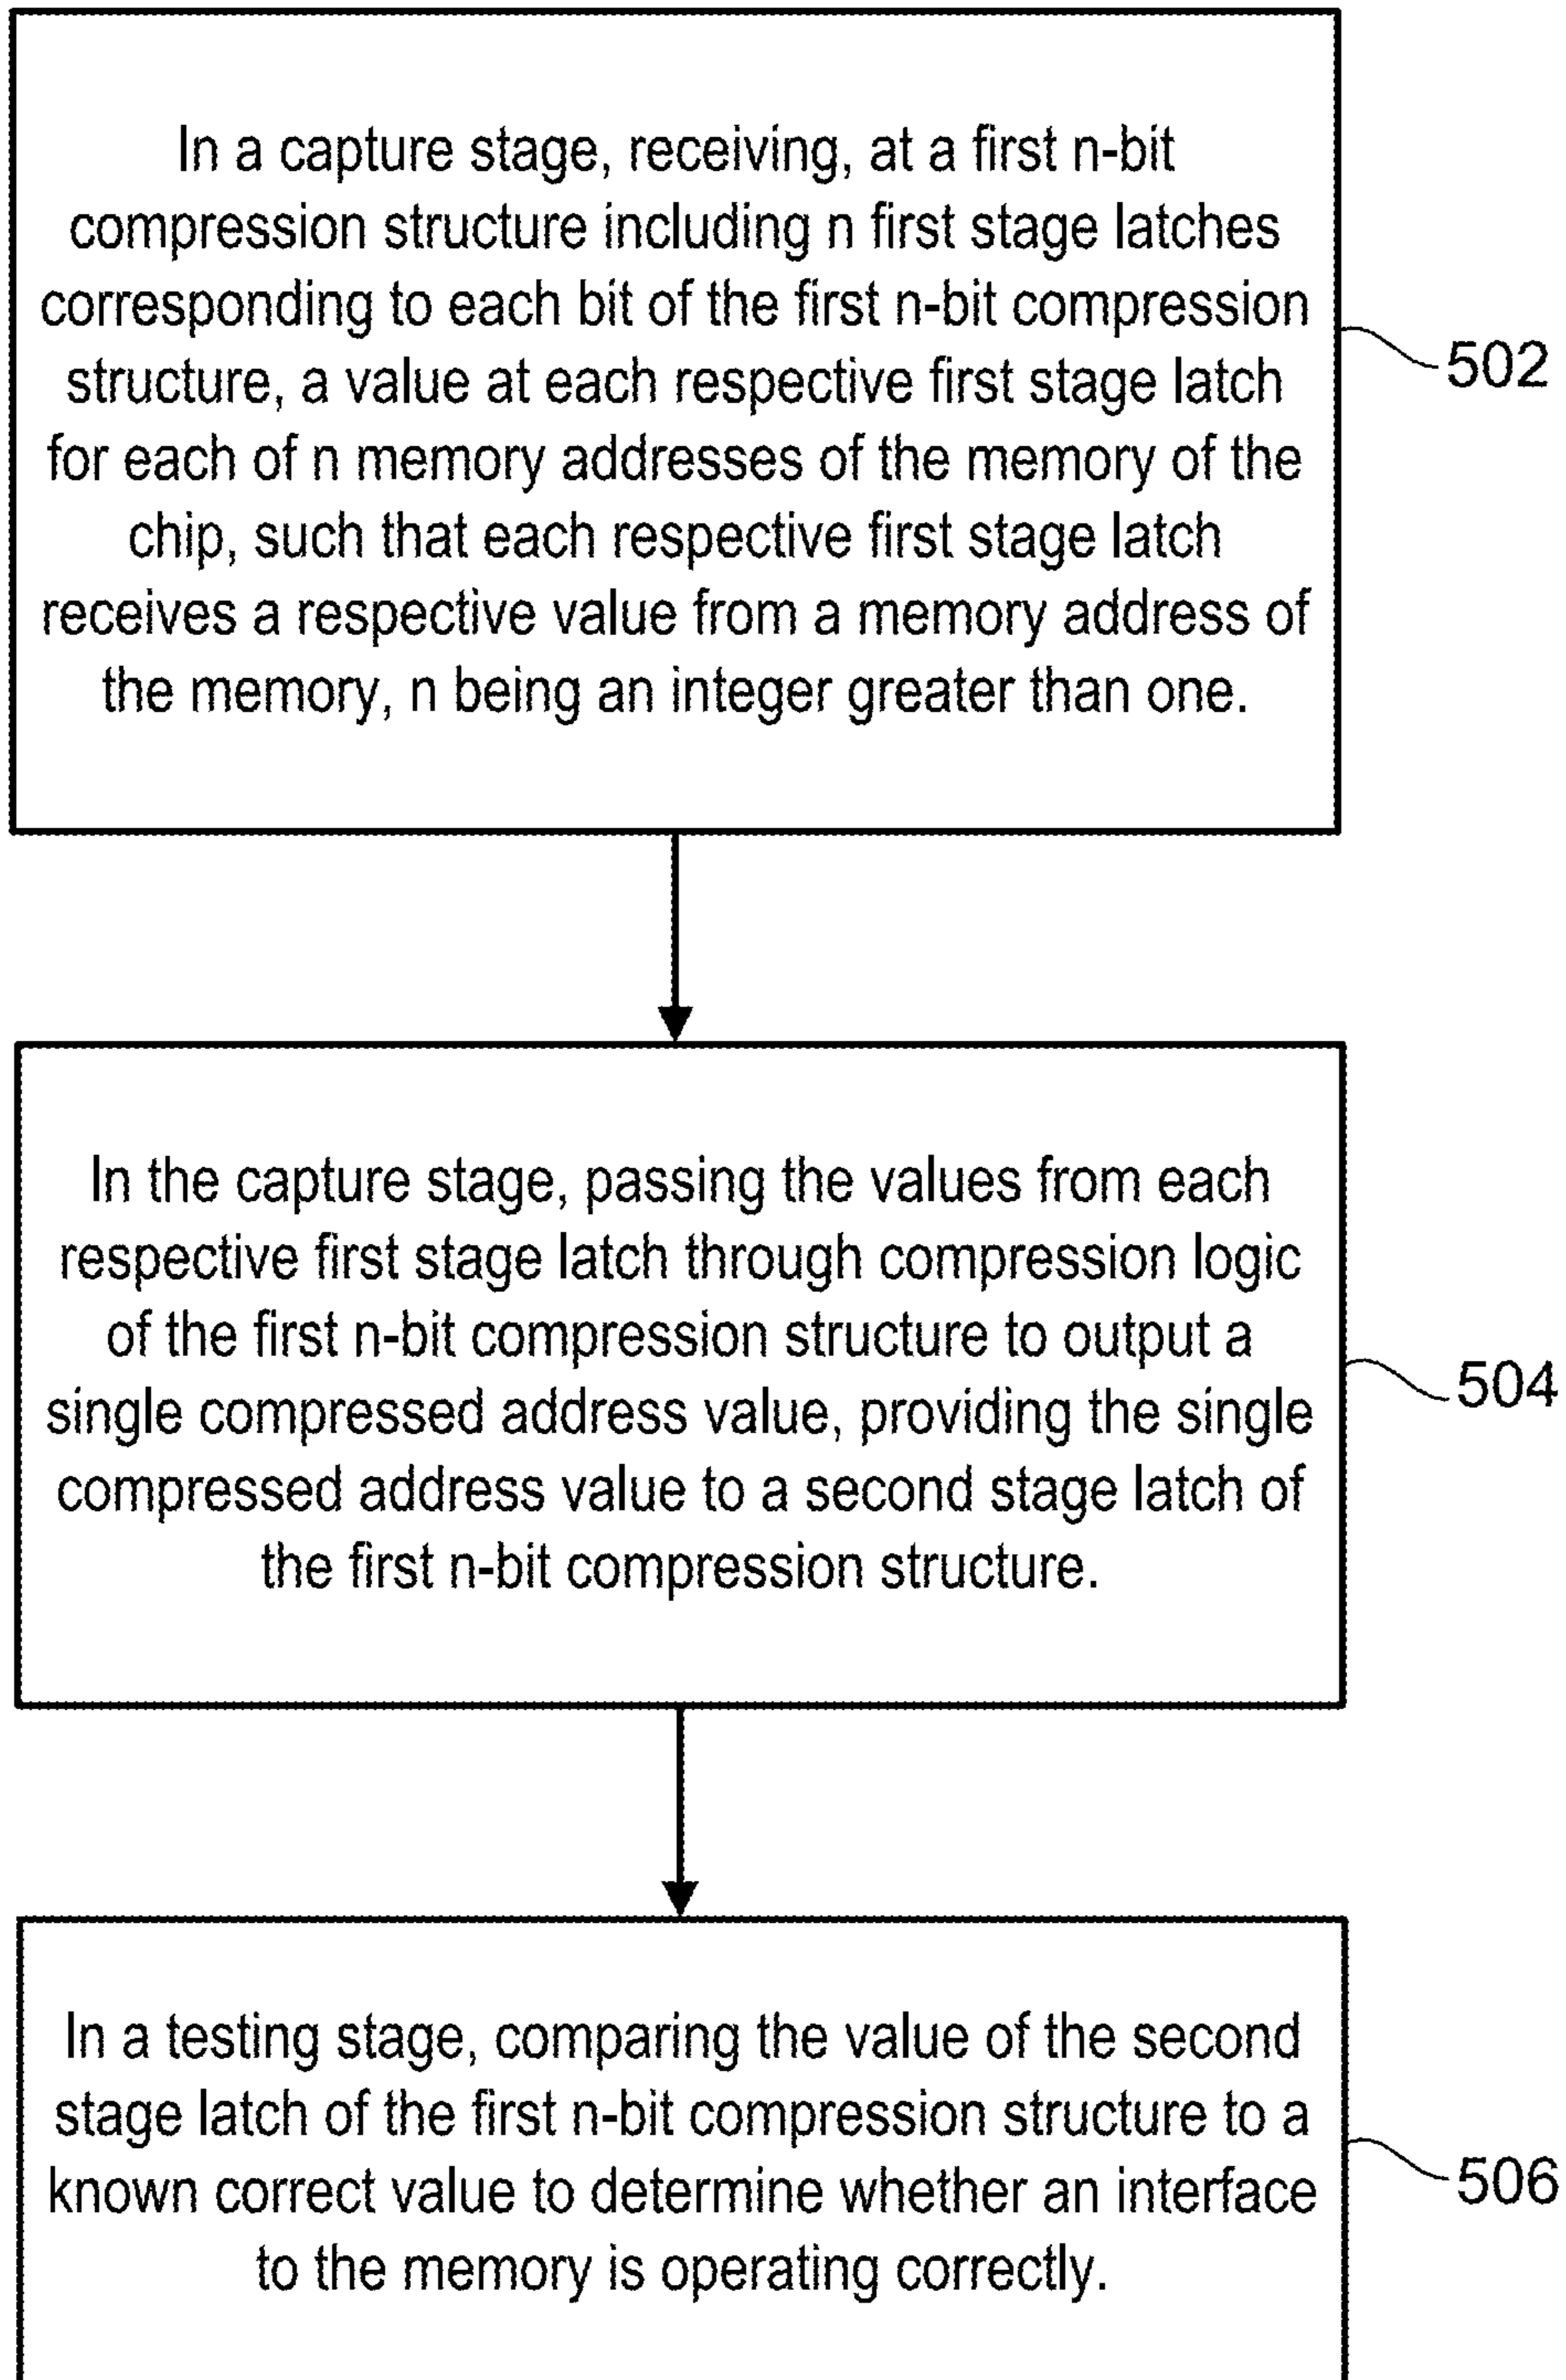 In a capture stage, receiving, at a first n-bit
compression structure including n first stage latches
corresponding to each bit of the first n-bit compression
structure, a value at each respective first stage latch
for each of n memory addresses of the memory of the
chip, such that each respective first stage latch
receives a respective value from a memory address of
the memory, n being an integer greater than one.
502
In the capture stage, passing the values from each
respective first stage latch through compression logic
of the first n-bit compression structure to output a
single compressed address value, providing the single
compressed address value to a second stage latch of
the first n-bit compression structure.
504
In a testing stage, comparing the value of the second
stage latch of the first n-bit compression structure to a
known correct value to determine whether an interface
to the memory is operating correctly.
506